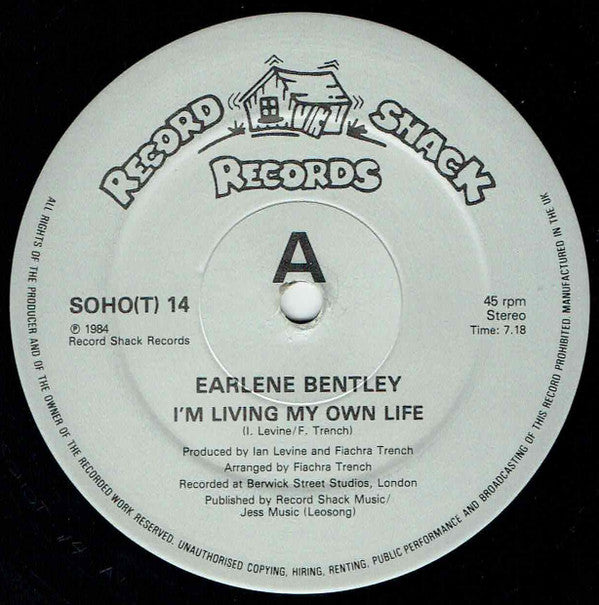 RECORD SHACK
RECORDS
A
SOHO(T) 14
℗ 1984
Record Shack Records
45 rpm
Stereo
Time: 7.18
EARLENE BENTLEY
I'M LIVING MY OWN LIFE
(I. Levine/F. Trench)
Produced by Ian Levine and Fiachra Trench
Arranged by Fiachra Trench
Recorded at Berwick Street Studios, London
Published by Record Shack Music/
Jess Music (Leosong)
ALL RIGHTS OF THE PRODUCER AND OF THE OWNER OF THE RECORDED WORK RESERVED. UNAUTHORISED COPYING, HIRING, RENTING, PUBLIC PERFORMANCE AND BROADCASTING OF THIS RECORD PROHIBITED. MANUFACTURED IN THE UK